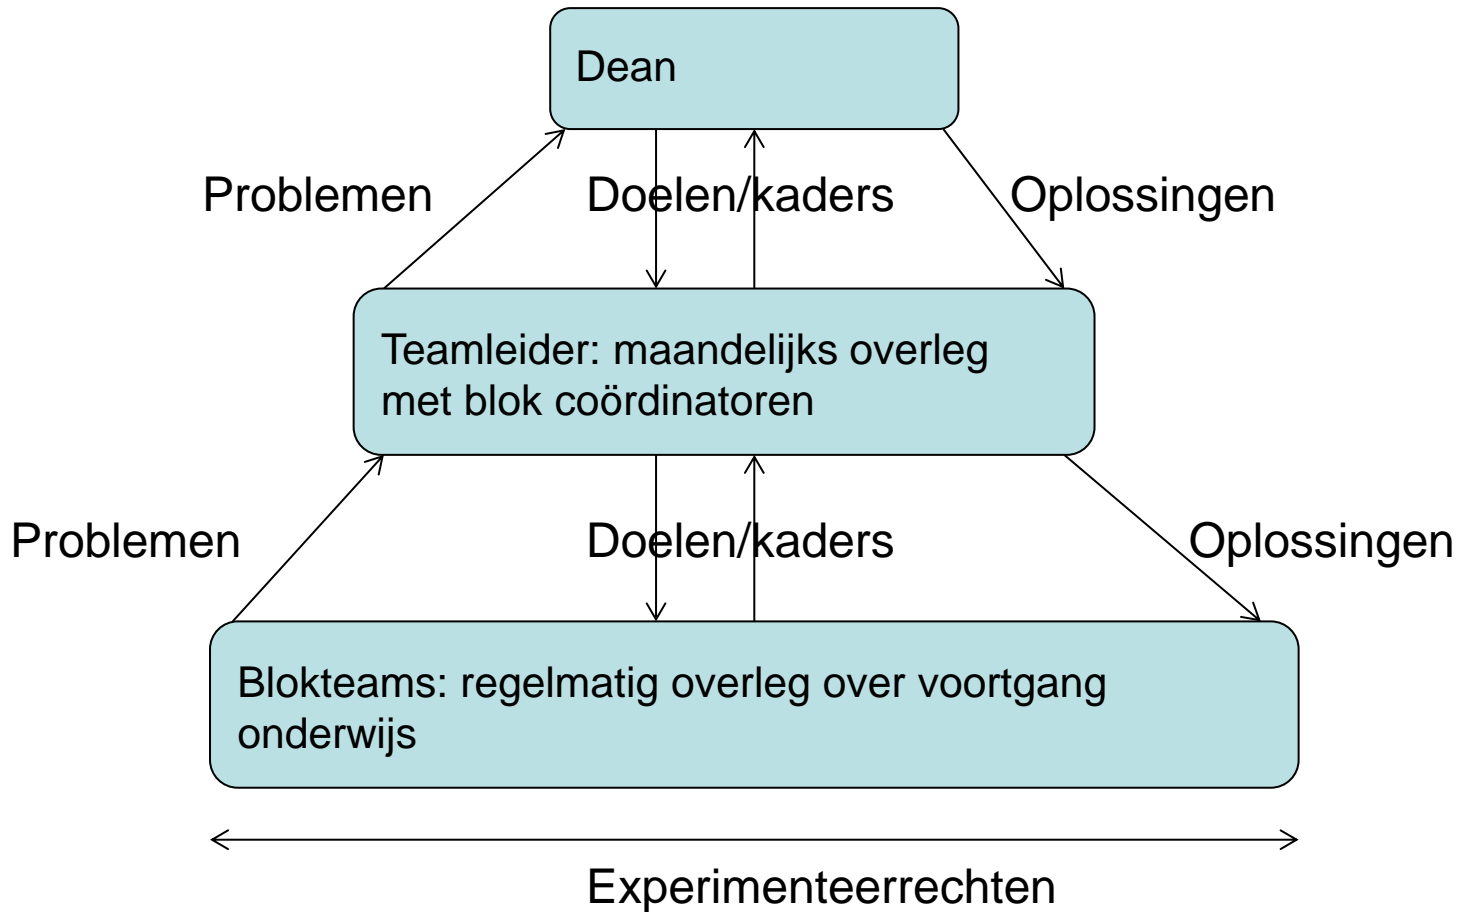 Dean
Problemen
Doelen/kaders
Oplossingen
Teamleider: maandelijks overleg
met blok coördinatoren
Problemen
Doelen/kaders
Oplossingen
Blokteams: regelmatig overleg over voortgang
onderwijs
Experimenteerrechten